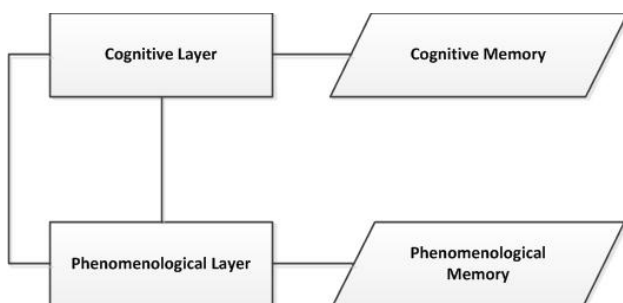 Cognitive Layer
Cognitive Memory
Phenomenological Layer
Phenomenological
Memory